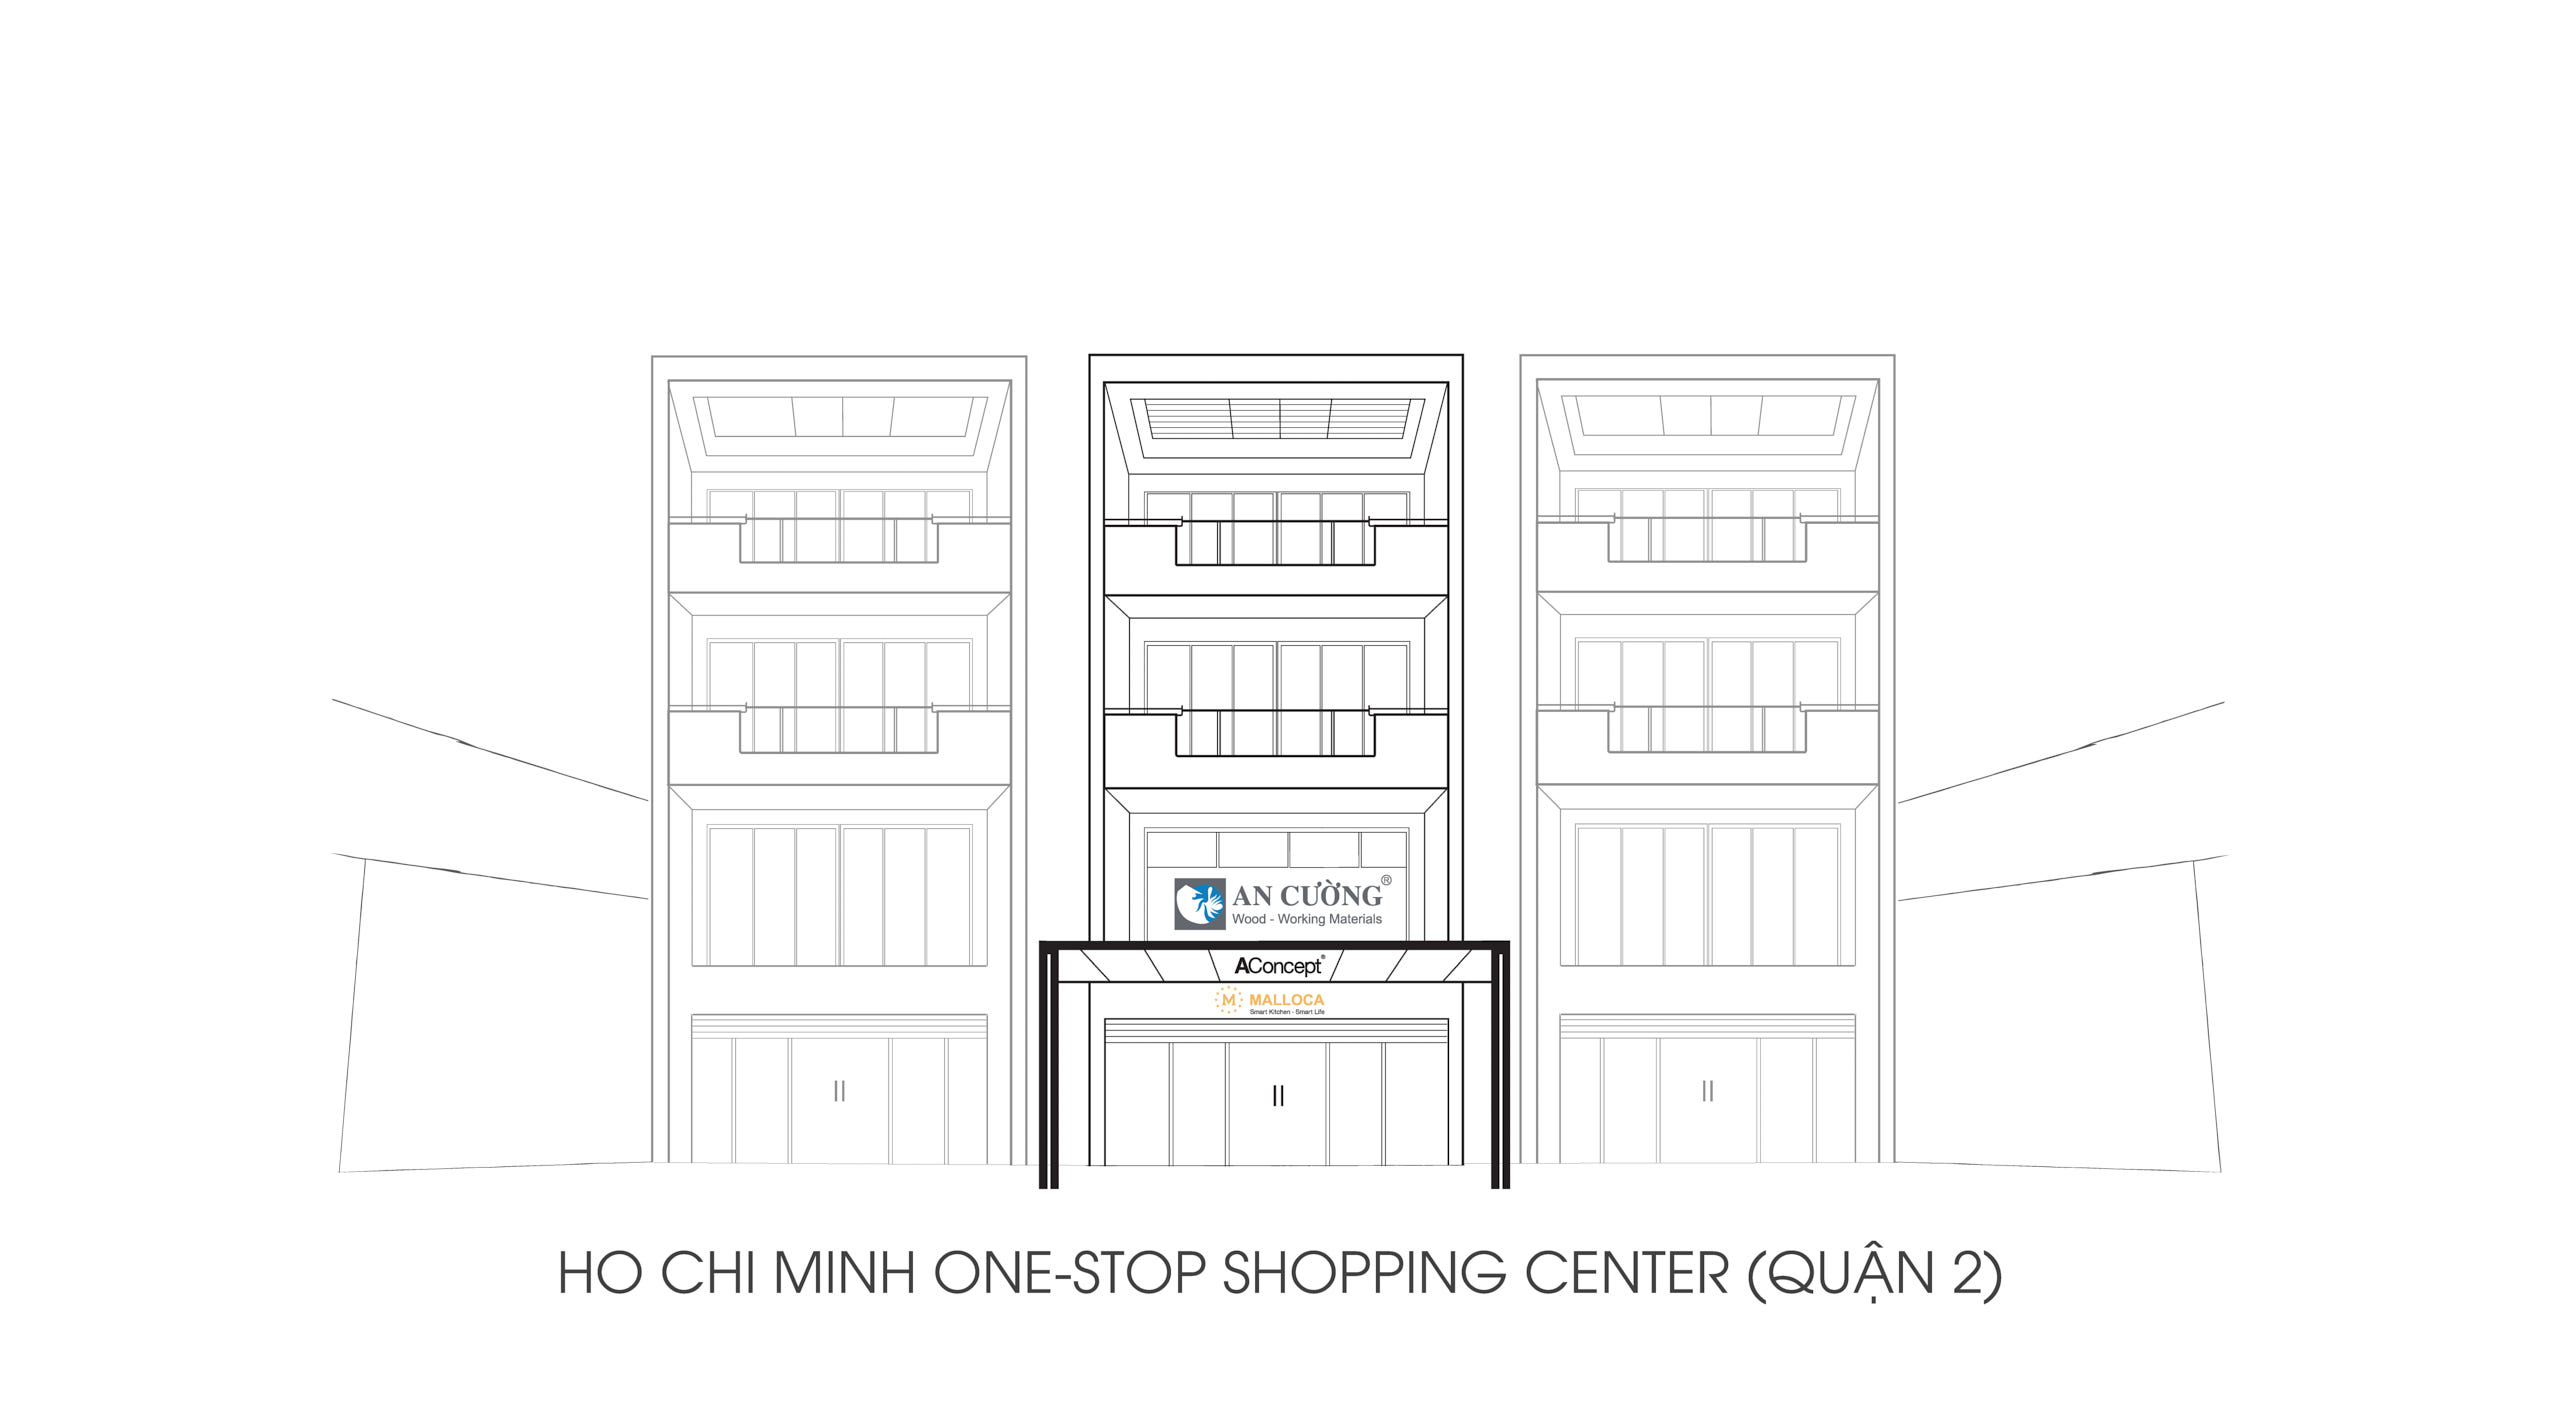 AN CƯỜNG®
Wood - Working Materials
AConcept®
M MALLOCA
Smart Kitchen - Smart Life
HO CHI MINH ONE-STOP SHOPPING CENTER (QUẬN 2)